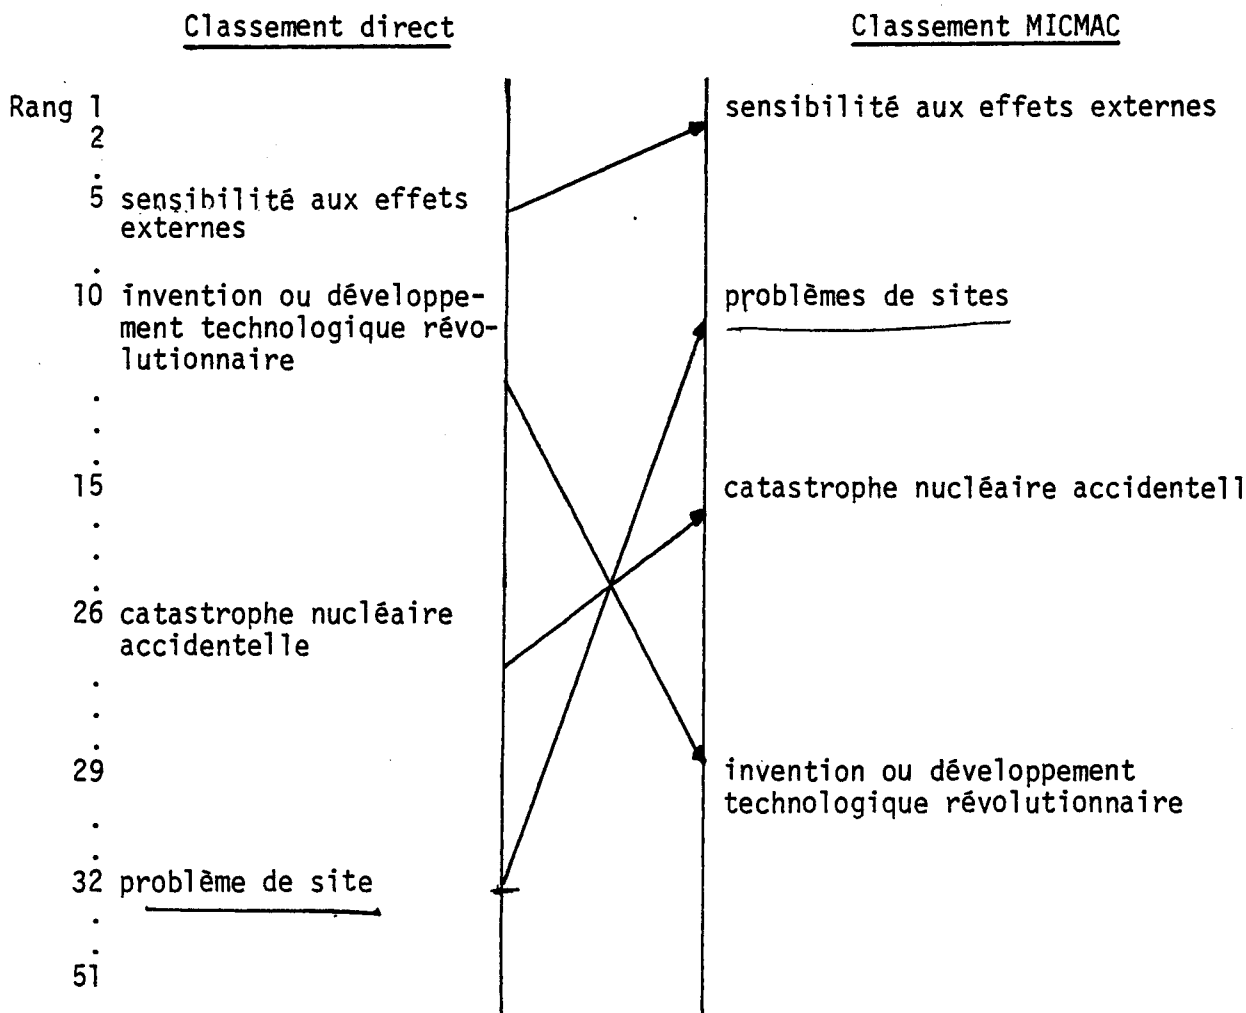 Classement direct
Classement MICMAC
Rang 1
sensibilité aux effets externes
2
.
5 sensibilité aux effets
externes
.
10 invention ou développe-
ment technologique révo-
lutionnaire
problèmes de sites
.
.
.
15
catastrophe nucléaire accidentell
.
.
.
26 catastrophe nucléaire
accidentelle
.
.
.
29
invention ou développement
technologique révolutionnaire
.
.
32 problème de site
.
.
51